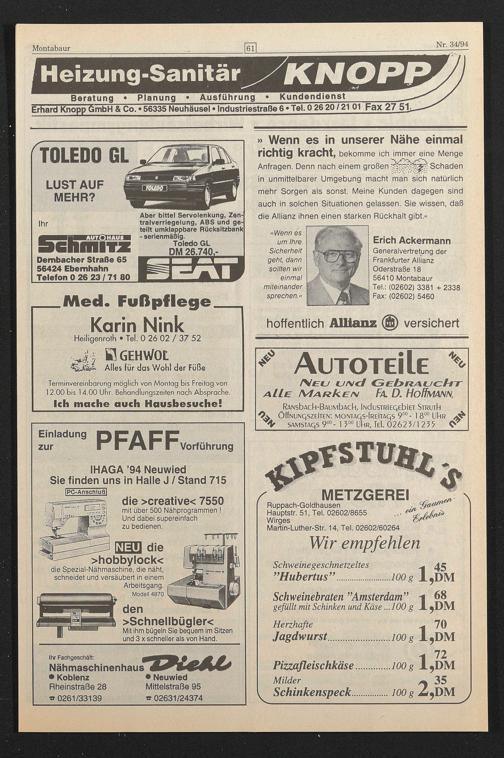 Montabaur
61
Nr. 34/94
Heizung-Sanitär KNOPP
Beratung • Planung • Ausführung • Kundendienst
Erhard Knopp GmbH & Co. • 56335 Neuhäusel • Industriestraße 6 • Tel. 0 26 20 / 21 01 Fax 27 51
TOLEDO GL
LUST AUF
MEHR?
TOLEDO
Aber bittel Servolenkung, Zen-
tralverriegelung, ABS und ge-
teilt umklappbare Rücksitzbank
- serienmäßig.
Toledo GL
DM 26.740,-
SEAT
Ihr
AUTOHAUS
Schmitz
Dernbacher Straße 65
56424 Ebernhahn
Telefon 0 26 23 / 71 80
Med. Fußpflege
Karin Nink
Heiligenroth • Tel. 0 26 02 / 37 52
GEHWOL
Alles für das Wohl der Füße
Terminvereinbarung möglich von Montag bis Freitag von
12.00 bis 14.00 Uhr. Behandlungszeiten nach Absprache.
Ich mache auch Hausbesuche!
Einladung
zur PFAFF Vorführung
IHAGA '94 Neuwied
Sie finden uns in Halle J / Stand 715
PC-Anschluß
die >creative< 7550
mit über 500 Nähprogrammen !
Und dabei supereinfach
zu bedienen.
NEU die
>hobbylock<
die Spezial-Nähmaschine, die näht,
schneidet und versäubert in einem
Arbeitsgang.
Modell 4870
den
>Schnellbügler<
Mit ihm bügeln Sie bequem im Sitzen
und 3 x schneller als von Hand.
Ihr Fachgeschäft:
Nähmaschinenhaus Diehl
• Koblenz
Rheinstraße 28
☎ 0261/33139
• Neuwied
Mittelstraße 95
☎ 02631/24374
» Wenn es in unserer Nähe einmal
richtig kracht, bekomme ich immer eine Menge
Anfragen. Denn nach einem großen Schaden
in unmittelbarer Umgebung macht man sich natürlich
mehr Sorgen als sonst. Meine Kunden dagegen sind
auch in solchen Situationen gelassen. Sie wissen, daß
die Allianz ihnen einen starken Rückhalt gibt.«
»Wenn es
um Ihre
Sicherheit
geht, dann
sollten wir
einmal
miteinander
sprechen.«
Erich Ackermann
Generalvertretung der
Frankfurter Allianz
Oderstraße 18
56410 Montabaur
Tel.: (02602) 3381 + 2338
Fax: (02602) 5460
hoffentlich Allianz versichert
NEU
NEU
AUTOTEILE
NEU UND GEBRAUCHT
alle MARKEN Fa. D. HOFFMANN,
RANSBACH-BAUMBACH, INDUSTRIEGEBIET STRUTH
ÖFFNUNGSZEITEN: MONTAGS-FREITAGS 9⁰⁰ - 18⁰⁰ UHR
SAMSTAGS 9⁰⁰ - 13⁰⁰ UHR, Tel. 02623/1235
NEU
NEU
KIPFSTUHL'S
METZGEREI
Ruppach-Goldhausen
Hauptstr. 51, Tel. 02602/8655
Wirges
Martin-Luther-Str. 14, Tel. 02602/60264
... ein Gaumen-
Erlebnis
Wir empfehlen
Schweinegeschnetzeltes
"Hubertus" 100 g 1,45 DM
Schweinebraten "Amsterdam"
gefüllt mit Schinken und Käse ...100 g 1,68 DM
Herzhafte
Jagdwurst 100 g 1,70 DM
Pizzafleischkäse 100 g 1,72 DM
Milder
Schinkenspeck 100 g 2,35 DM